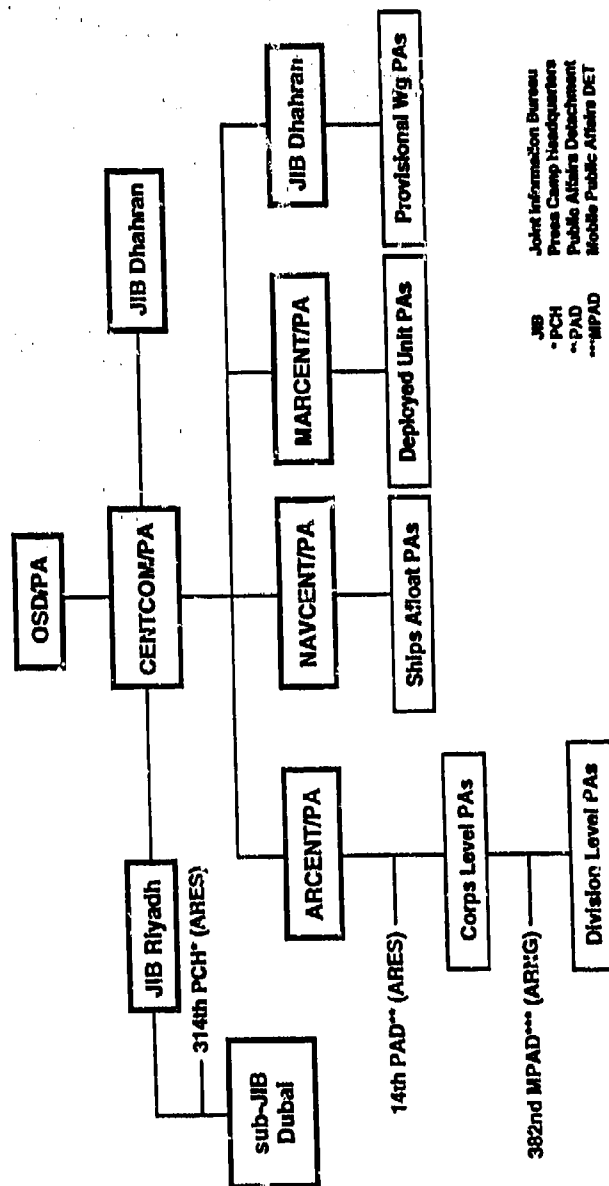 OSD/PA
CENTCOM/PA
JIB Riyadh
JIB Dhahran
314th PCH* (ARES)
sub-JIB
Dubai
ARCENT/PA
NAVCENT/PA
MARCENT/PA
JIB Dhahran
14th PAD** (ARES)
Corps Level PAs
Ships Afloat PAs
Deployed Unit PAs
Provisional Wg PAs
382nd MPAD*** (ARNG)
Division Level PAs
JIB Joint Information Bureau
* PCH Press Camp Headquarters
** PAD Public Affairs Detachment
***MPAD Mobile Public Affairs DET